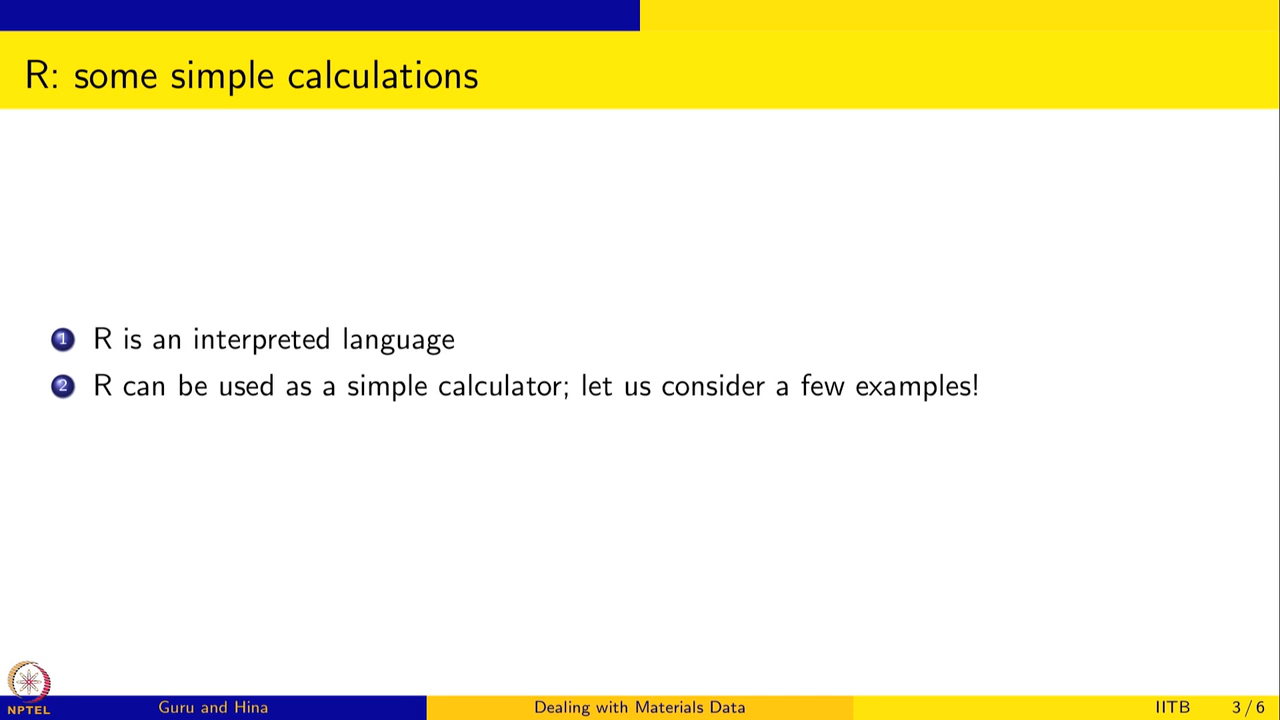 R: some simple calculations
1 R is an interpreted language
2 R can be used as a simple calculator; let us consider a few examples!
NPTEL
Guru and Hina Dealing with Materials Data IITB 3 / 6